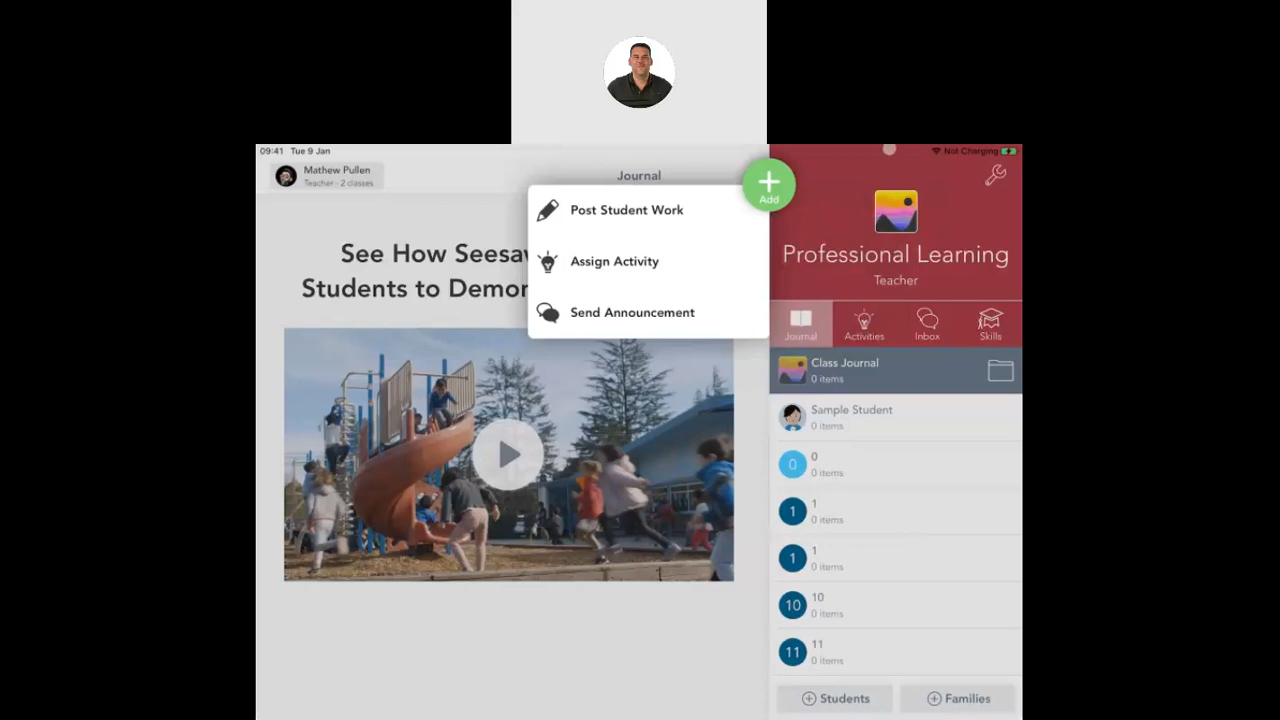 09:41 Tue 9 Jan
Not Charging
Mathew Pullen
Teacher - 2 classes
Journal
Add
Post Student Work
Assign Activity
Send Announcement
See How Seesaw
Students to Demon
Professional Learning
Teacher
Journal
Activities
Inbox
Skills
Class Journal
0 items
Sample Student
0 items
0
0
0 items
1
1
0 items
1
1
0 items
10
10
0 items
11
11
0 items
Students
Families